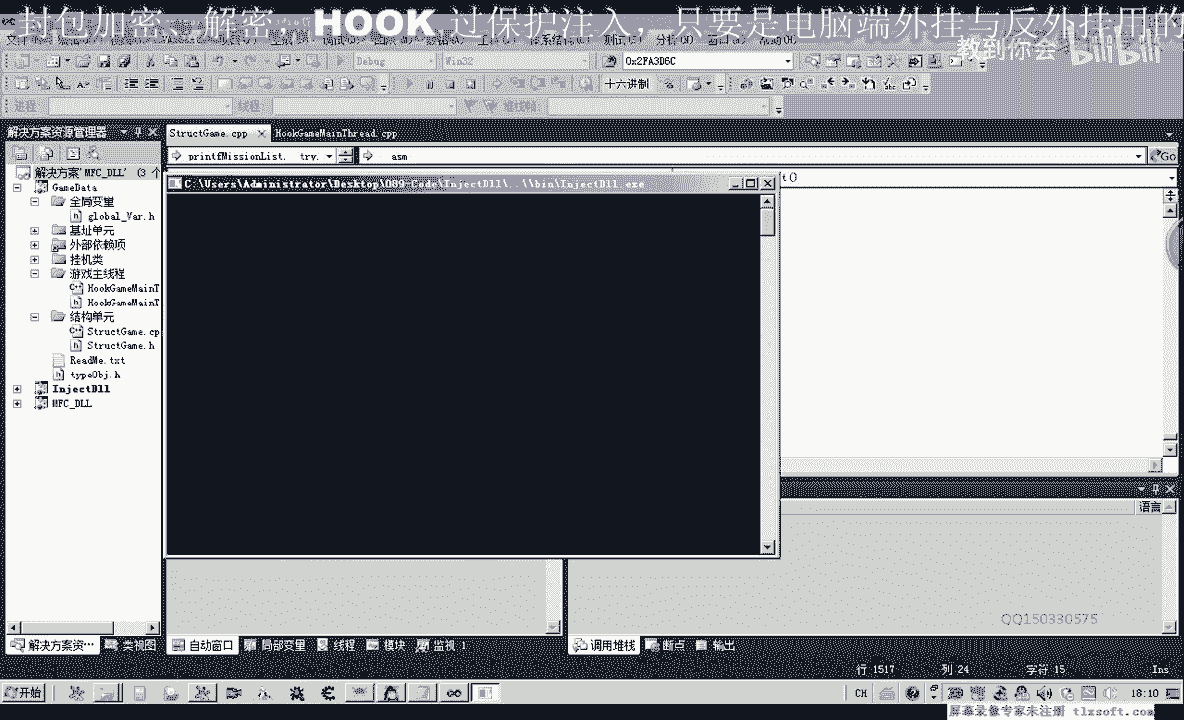 封包加密、解密，HOOK 过保护注入，只要是电脑端外挂与反外挂用的
教到你会 bilibili
Debug
Win32
0x2FA3D6C
十六进制
进程:
线程:
堆栈帧:
解决方案资源管理器
StructGame.cpp
HookGameMainThread.cpp
printfMissionList.
try.
asm
Go
解决方案'MFC_DLL' (3 个
GameData
全局变量
global_Var.h
基址单元
外部依赖项
挂机类
游戏主线程
HookGameMainT
HookGameMainT
结构单元
StructGame.cp
StructGame.h
ReadMe.txt
typeObj.h
InjectDll
MFC_DLL
C:\Users\Administrator\Desktop\089-Code\InjectDll\..\\bin\InjectDll.exe
t()
语言
QQ150330575
解决方案资... 类视图
自动窗口 局部变量 线程 模块 监视 1
调用堆栈 断点 输出
行 1517 列 24 字符 15 Ins
开始
CH
18:10
屏幕录像专家未注册 tlxsoft.com